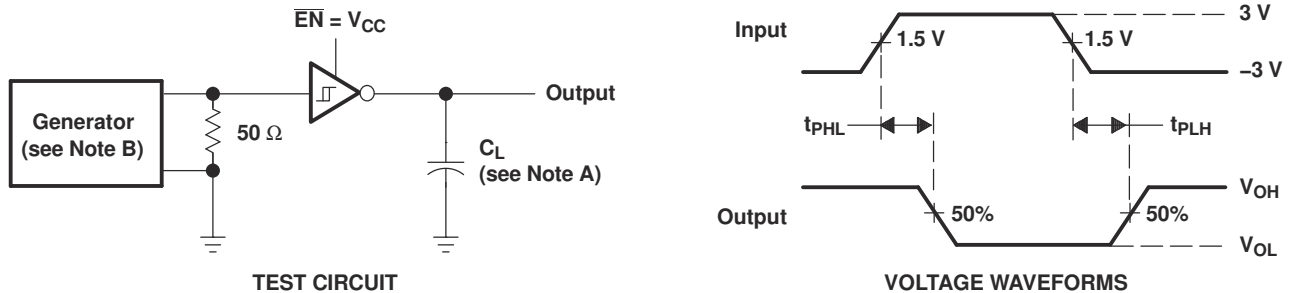 EN = VCC
Generator
(see Note B)
50 Ω
Output
CL
(see Note A)
TEST CIRCUIT
Input
3 V
1.5 V
1.5 V
−3 V
tPHL
tPLH
Output
VOH
50%
50%
VOL
VOLTAGE WAVEFORMS